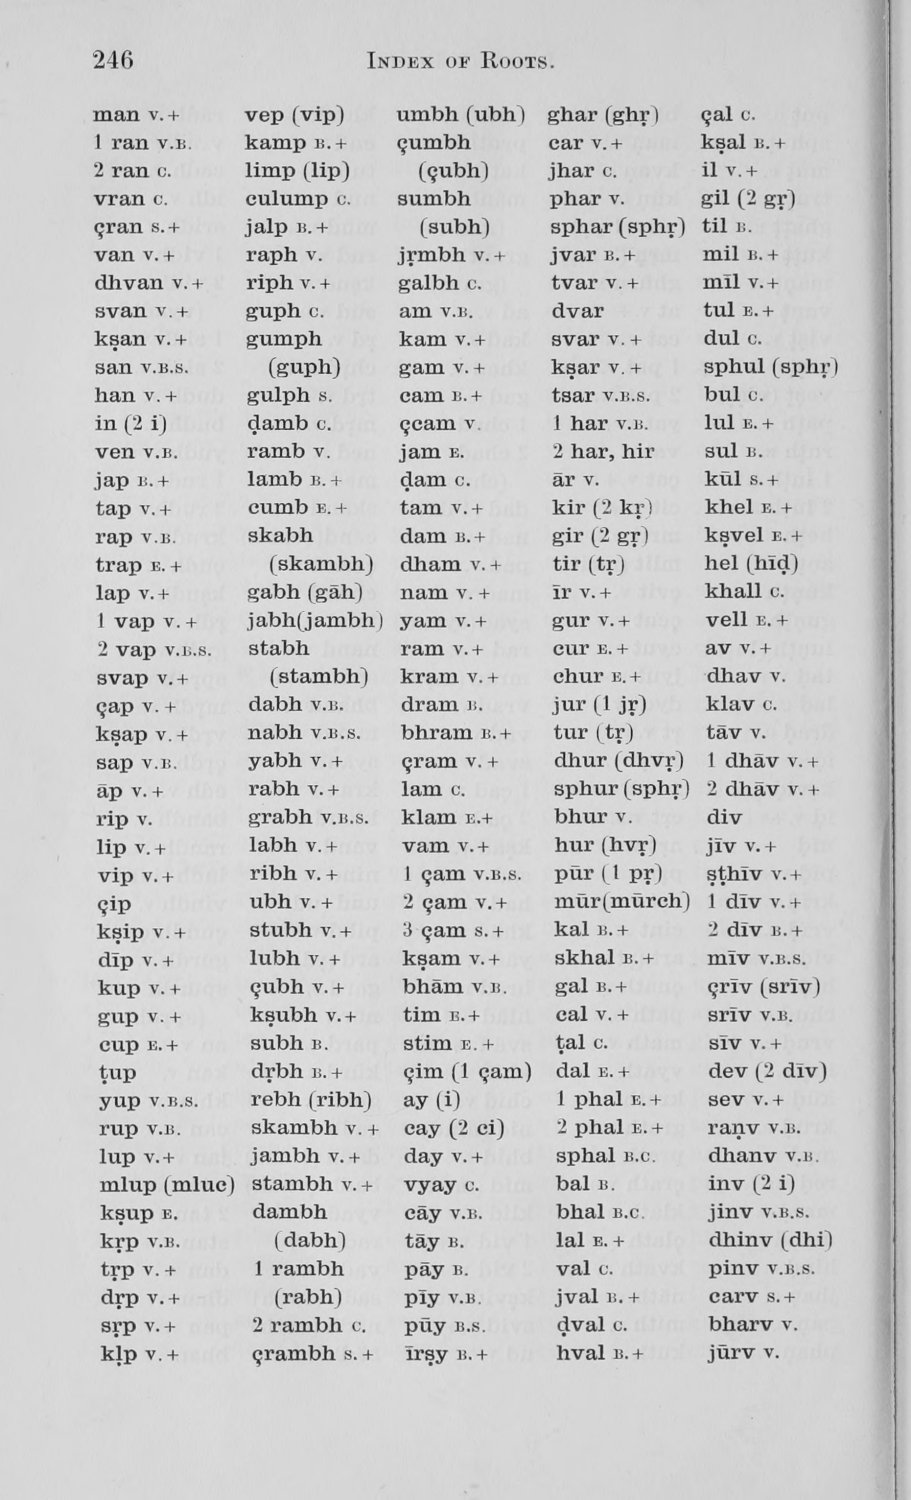 246
INDEX OF ROOTS.
man V.+
1 ran V.B.
2 ran C.
vran C.
çran S.+
van V.+
dhvan V.+
svan V.+
kṣan V.+
san V.B.S.
han V.+
in (2 i)
ven V.B.
jap B.+
tap V.+
rap V.B.
trap E.+
lap V.+
1 vap V.+
2 vap V.B.S.
svap V.+
çap V.+
kṣap V.+
sap V.B.
āp V.+
rip V.
lip V.+
vip V.+
çip
kṣip V.+
dīp V.+
kup V.+
gup V.+
cup E.+
ṭup
yup V.B.S.
rup V.B.
lup V.+
mlup (mluc)
kṣup E.
kṛp V.B.
tṛp V.+
dṛp V.+
sṛp V.+
kḷp V.+
vep (vip)
kamp B.+
limp (lip)
culump C.
jalp B.+
raph V.
riph V.+
guph C.
gumph
(guph)
gulph S.
ḍamb C.
ramb V.
lamb B.+
cumb E.+
skabh
(skambh)
gabh (gāh)
jabh(jambh)
stabh
(stambh)
dabh V.B.
nabh V.B.S.
yabh V.+
rabh V.+
grabh V.B.S.
labh V.+
ribh V.+
ubh V.+
stubh V.+
lubh V.+
çubh V.+
kṣubh V.+
subh B.
dṛbh B.+
rebh (ribh)
skambh V.+
jambh V.+
stambh V.+
dambh
(dabh)
1 rambh
(rabh)
2 rambh C.
çrambh S.+
umbh (ubh)
çumbh
(çubh)
sumbh
(subh)
jṛmbh V.+
galbh C.
am V.B.
kam V.+
gam V.+
cam B.+
çcam V.
jam E.
ḍam C.
tam V.+
dam B.+
dham V.+
nam V.+
yam V.+
ram V.+
kram V.+
dram B.
bhram B.+
çram V.+
lam C.
klam E.+
vam V.+
1 çam V.B.S.
2 çam V.+
3 çam S.+
kṣam V.+
bhām V.B.
tim E.+
stim E.+
çim (1 çam)
ay (i)
cay (2 ci)
day V.+
vyay C.
cāy V.B.
tāy B.
pāy B.
pīy V.B.
pūy B.S.
īrṣy B.+
ghar (ghṛ)
car V.+
jhar C.
phar V.
sphar (sphṛ)
jvar B.+
tvar V.+
dvar
svar V.+
kṣar V.+
tsar V.B.S.
1 har V.B.
2 har, hir
ār V.
kir (2 kṛ)
gir (2 gṛ)
tir (tṛ)
īr V.+
gur V.+
cur E.+
chur E.+
jur (1 jṛ)
tur (tṛ)
dhur (dhvṛ)
sphur (sphṛ)
bhur V.
hur (hvṛ)
pūr (1 pṛ)
mūr(mūrch)
kal B.+
skhal B.+
gal B.+
cal V.+
ṭal C.
dal E.+
1 phal E.+
2 phal E.+
sphal B.C.
bal B.
bhal B.C.
lal E.+
val C.
jval B.+
ḍval C.
hval B.+
çal C.
kṣal B.+
il V.+
gil (2 gṛ)
til B.
mil B.+
mīl V.+
tul E.+
dul C.
sphul (sphṛ)
bul C.
lul E.+
sul B.
kūl S.+
khel E.+
kṣvel E.+
hel (hīḍ)
khall C.
vell E.+
av V.+
dhav V.
klav C.
tāv V.
1 dhāv V.+
2 dhāv V.+
div
jīv V.+
ṣṭhīv V.+
1 dīv V.+
2 dīv B.+
mīv V.B.S.
çrīv (srīv)
srīv V.B.
sīv V.+
dev (2 dīv)
sev V.+
raṇv V.B.
dhanv V.B.
inv (2 i)
jinv V.B.S.
dhinv (dhi)
pinv V.B.S.
carv S.+
bharv V.
jūrv V.